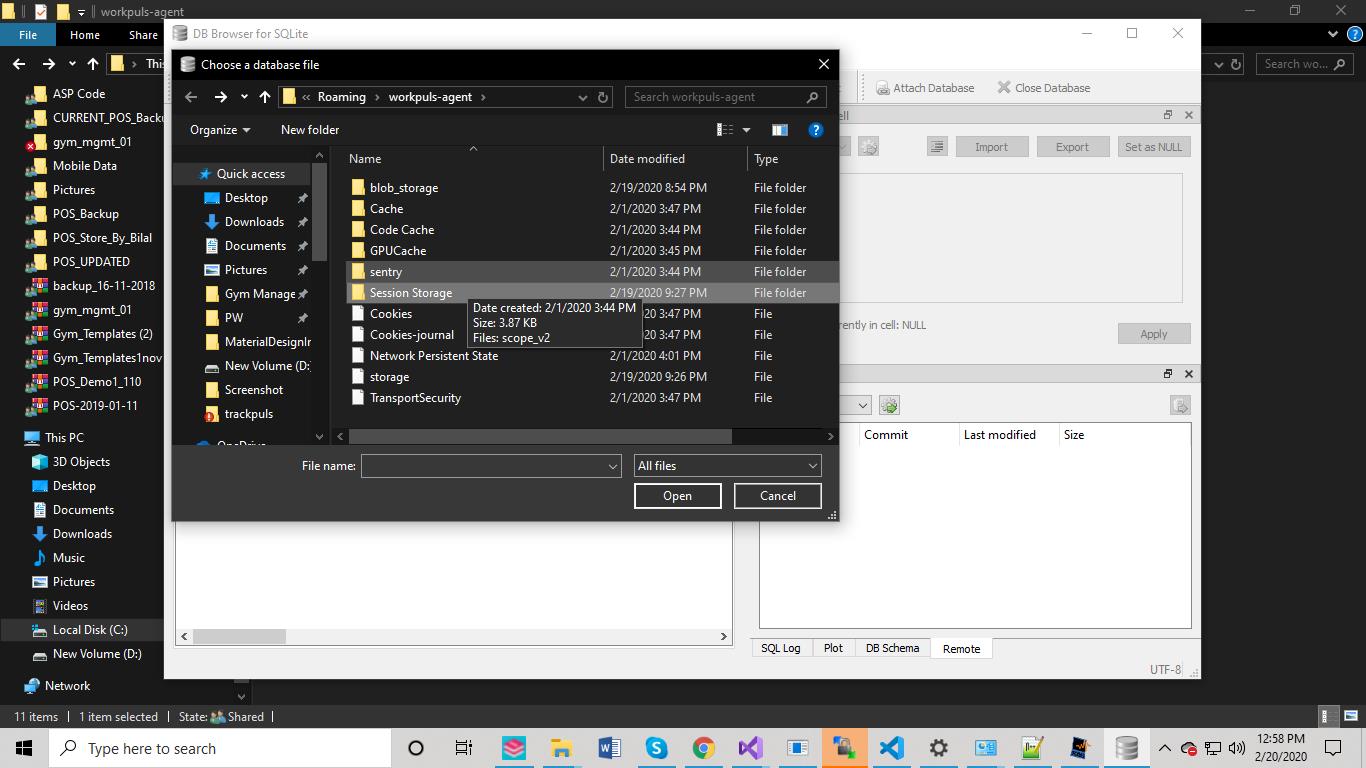 workpuls-agent
File
Home
Share
This
Search wo...
ASP Code
CURRENT_POS_Backu
gym_mgmt_01
Mobile Data
Pictures
POS_Backup
POS_Store_By_Bilal
POS_UPDATED
backup_16-11-2018
gym_mgmt_01
Gym_Templates (2)
Gym_Templates1nov
POS_Demo1_110
POS-2019-01-11
This PC
3D Objects
Desktop
Documents
Downloads
Music
Pictures
Videos
Local Disk (C:)
New Volume (D:)
Network
11 items
1 item selected
State: Shared
DB Browser for SQLite
Attach Database
Close Database
ell
Import
Export
Set as NULL
rrently in cell: NULL
Apply
Commit
Last modified
Size
SQL Log
Plot
DB Schema
Remote
UTF-8
Choose a database file
« Roaming › workpuls-agent ›
Search workpuls-agent
Organize
New folder
Quick access
Desktop
Downloads
Documents
Pictures
Gym Manage
PW
MaterialDesignIn
New Volume (D:
Screenshot
trackpuls
OneDrive
Name Date modified Type
blob_storage 2/19/2020 8:54 PM File folder
Cache 2/1/2020 3:47 PM File folder
Code Cache 2/1/2020 3:44 PM File folder
GPUCache 2/1/2020 3:45 PM File folder
sentry 2/1/2020 3:44 PM File folder
Session Storage 2/19/2020 9:27 PM File folder
Cookies 3:47 PM File
Cookies-journal 3:47 PM File
Network Persistent State 2/1/2020 4:01 PM File
storage 2/19/2020 9:26 PM File
TransportSecurity 2/1/2020 3:47 PM File
Date created: 2/1/2020 3:44 PM
Size: 3.87 KB
Files: scope_v2
File name:
All files
Open
Cancel
Type here to search
12:58 PM
2/20/2020